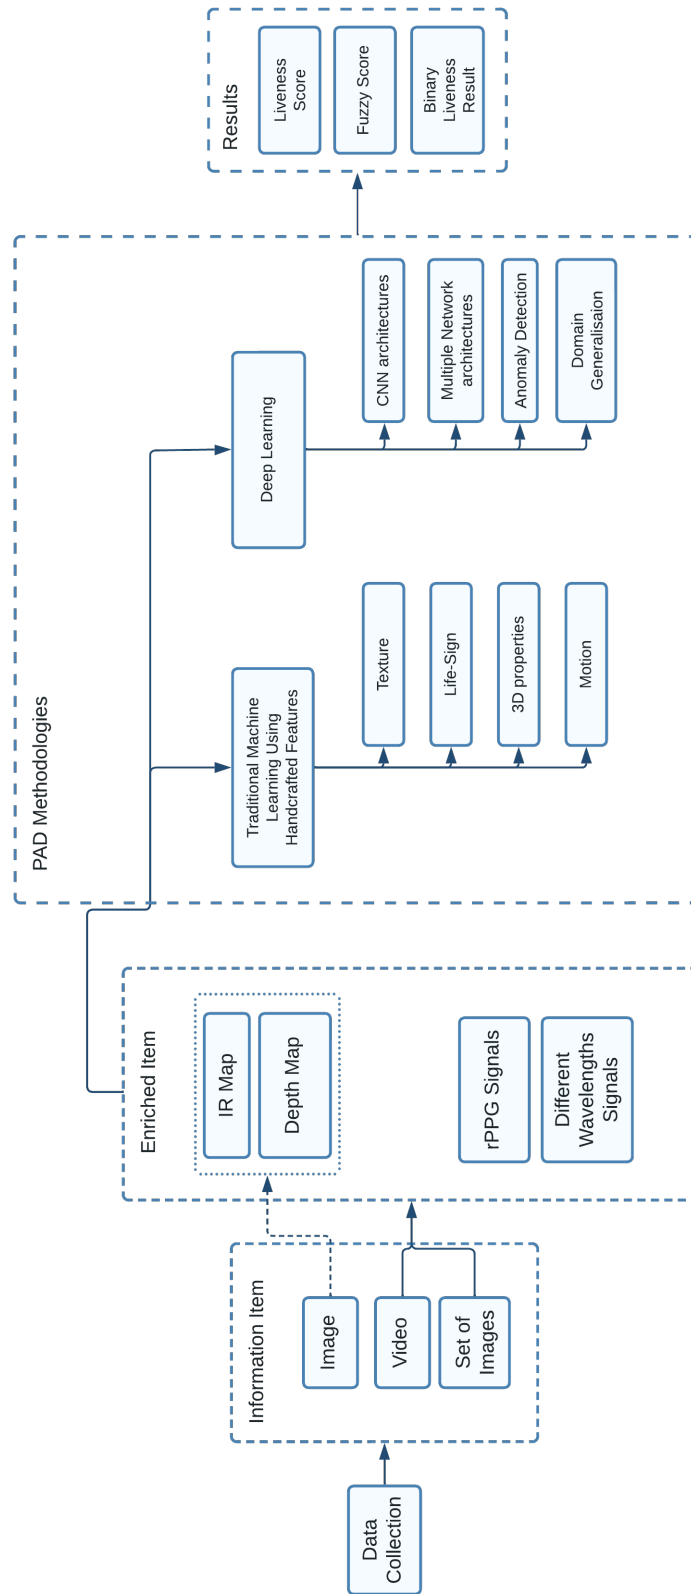 Data
Collection
Information Item
Image
Video
Set of
Images
Enriched Item
IR Map
Depth Map
rPPG Signals
Different
Wavelengths
Signals
PAD Methodologies
Traditional Machine
Learning Using
Handcrafted Features
Texture
Life-Sign
3D properties
Motion
Deep Learning
CNN architectures
Multiple Network
architectures
Anomaly Detection
Domain
Generalisaion
Results
Liveness
Score
Fuzzy Score
Binary
Liveness
Result